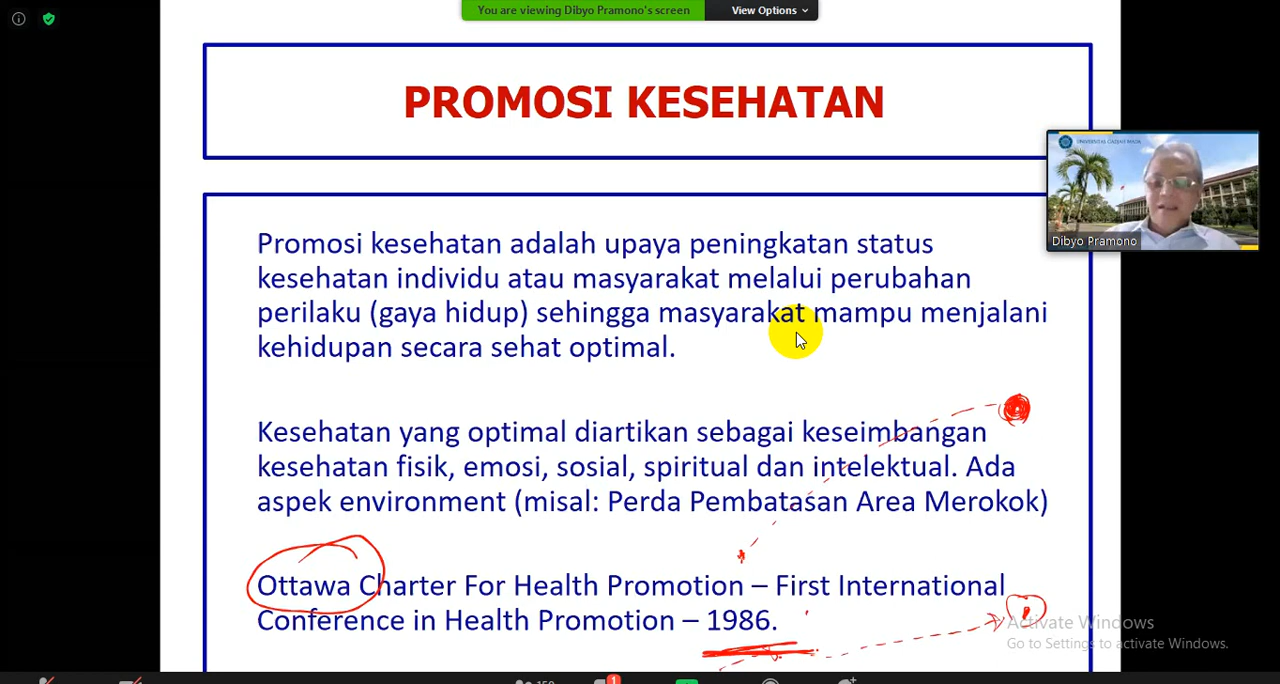 You are viewing Dibyo Pramono's screen
View Options
PROMOSI KESEHATAN
UNIVERSITAS GADJAH MADA
Dibyo Pramono
Promosi kesehatan adalah upaya peningkatan status
kesehatan individu atau masyarakat melalui perubahan
perilaku (gaya hidup) sehingga masyarakat mampu menjalani
kehidupan secara sehat optimal.
Kesehatan yang optimal diartikan sebagai keseimbangan
kesehatan fisik, emosi, sosial, spiritual dan intelektual. Ada
aspek environment (misal: Perda Pembatasan Area Merokok)
Ottawa Charter For Health Promotion – First International
Conference in Health Promotion – 1986.
Activate Windows
Go to Settings to activate Windows.
1